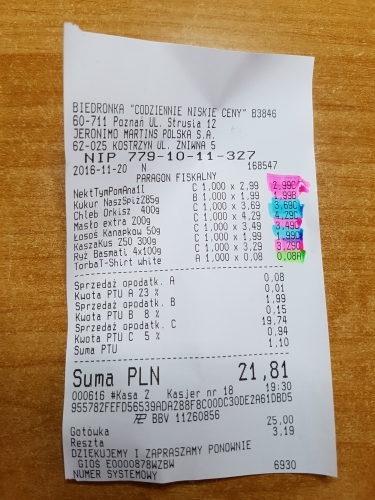 BIEDRONKA "CODZIENNIE NISKIE CENY" B3846
60-711 Poznań UL. Strusia 12
JERONIMO MARTINS POLSKA S.A.
62-025 KOSTRZYN UL. ŻNIWNA 5
NIP 779-10-11-327
2016-11-20 N 168547
PARAGON FISKALNY
NektTymPomAna1l C 1,000 x 2,99 2,99C
Kukur NaszSpiż285g B 1,000 x 1,99 1,99B
Chleb Orkisz 400g C 1,000 x 3,69 3,69C
Masło extra 200g C 1,000 x 4,29 4,29C
Łosoś Kanapkow 50g C 1,000 x 3,49 3,49C
KaszaKus 250 300g C 1,000 x 1,99 1,99C
Ryż Basmati 4x100g C 1,000 x 3,29 3,29C
TorbaT-Shirt white A 1,000 x 0,08 0,08A
Sprzedaż opodatk. A 0,08
Kwota PTU A 23 % 0,01
Sprzedaż opodatk. B 1,99
Kwota PTU B 8 % 0,15
Sprzedaż opodatk. C 19,74
Kwota PTU C 5 % 0,94
Suma PTU 1,10
Suma PLN 21,81
000616 #Kasa 2 Kasjer nr 18 19:30
BBV 11260856
Gotówka 25,00
Reszta 3,19
DZIĘKUJEMY I ZAPRASZAMY PONOWNIE
GIOŚ E0000878WZBW
NUMER SYSTEMOWY 6930